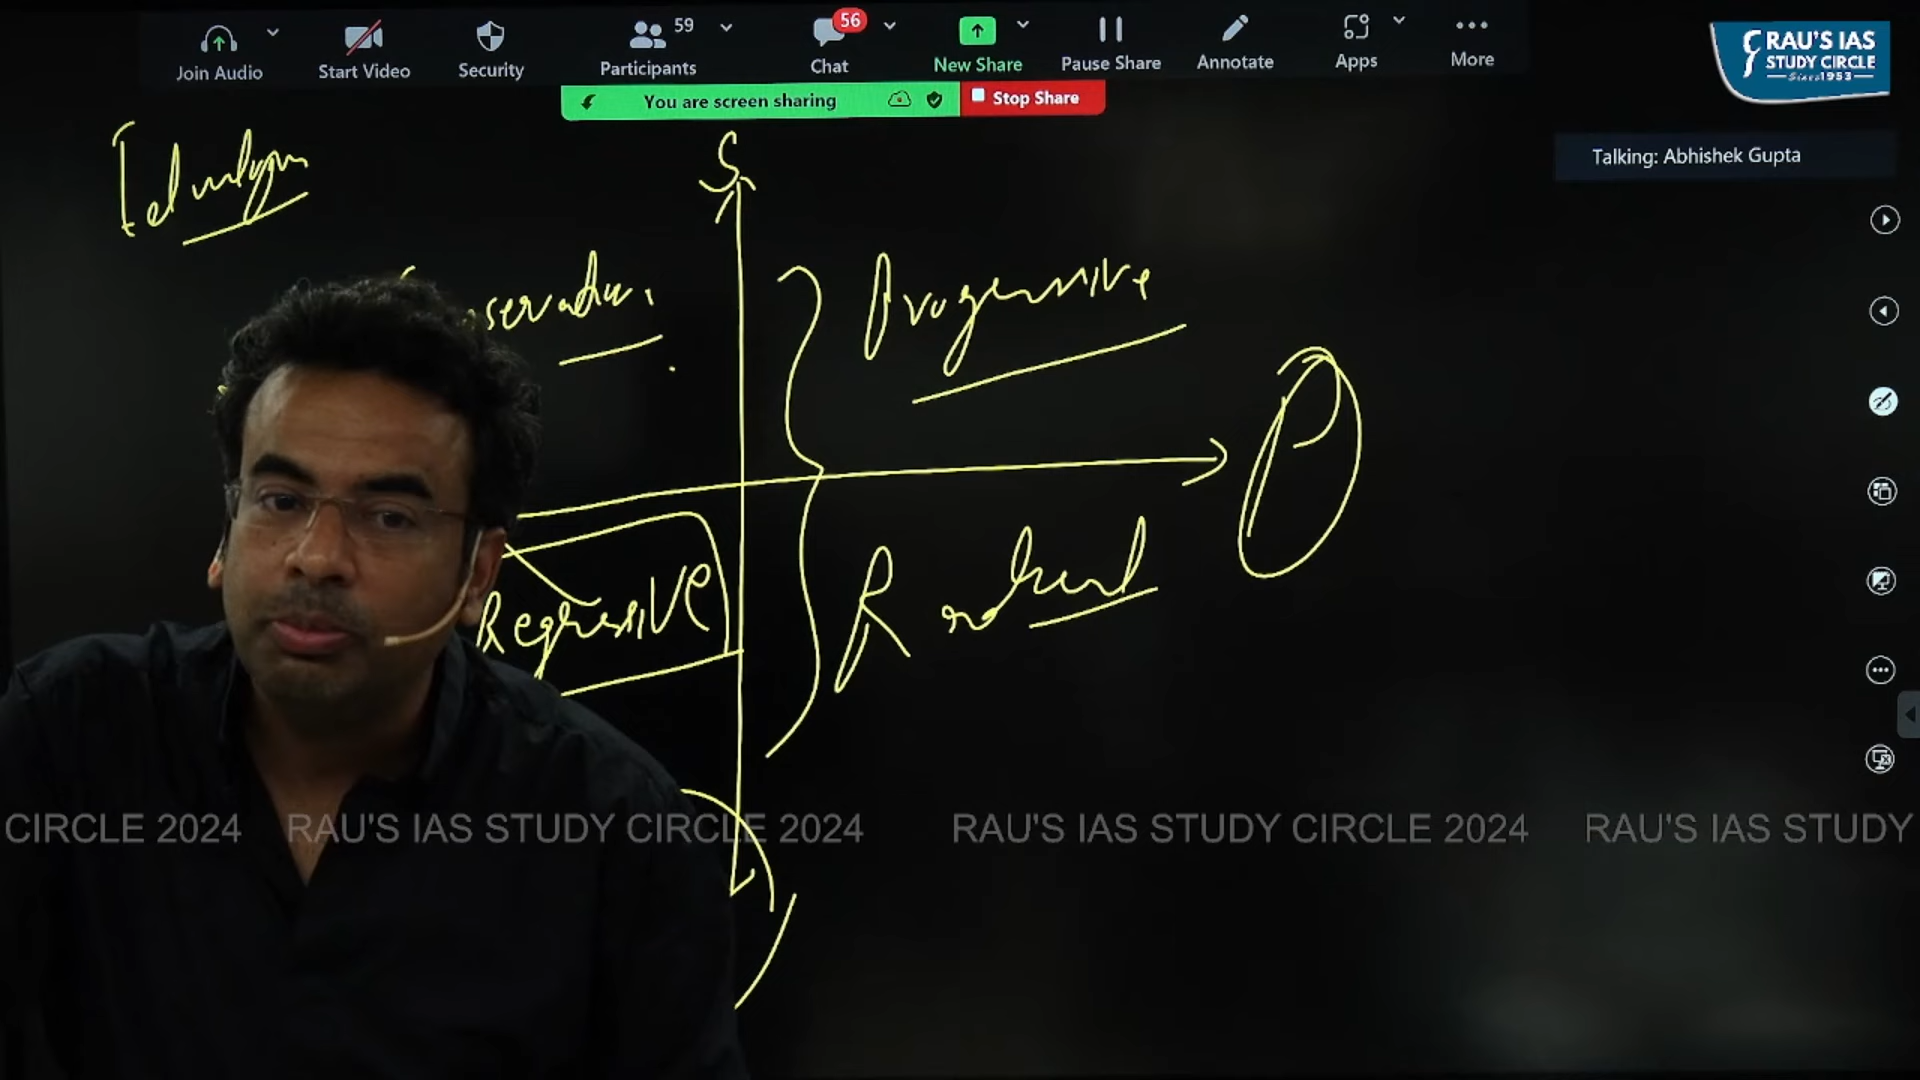 59
56
Join Audio
Start Video
Security
Participants
Chat
New Share
Pause Share
Annotate
Apps
More
RAU'S IAS
STUDY CIRCLE
Since 1953
You are screen sharing
Stop Share
Talking: Abhishek Gupta
S
Progressive
P
Regressive
Radical
CIRCLE 2024 RAU'S IAS STUDY CIRCLE 2024 RAU'S IAS STUDY CIRCLE 2024 RAU'S IAS STUDY